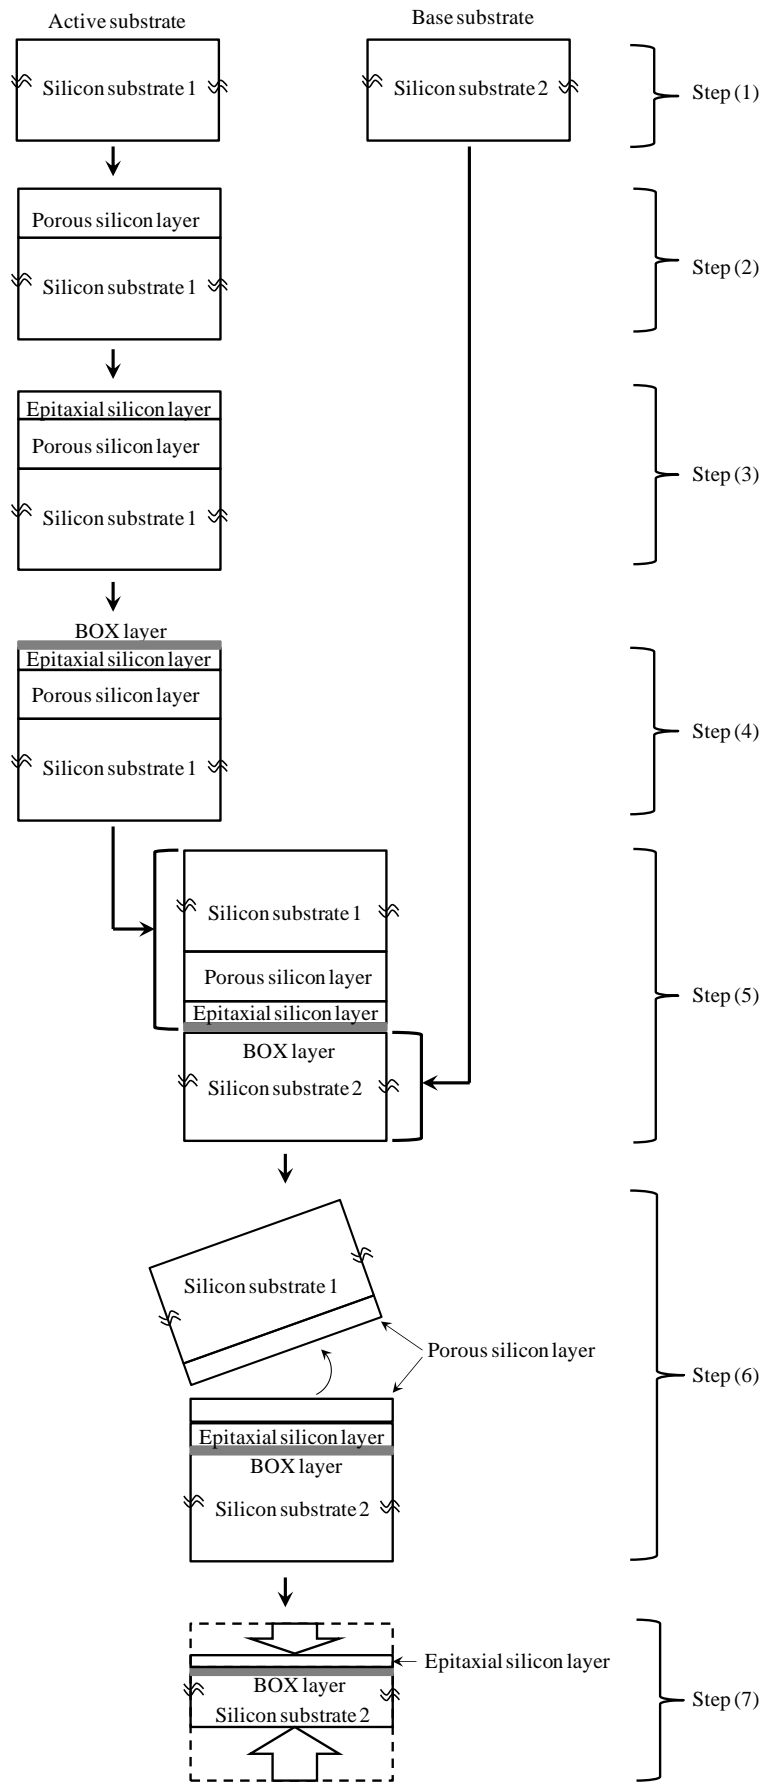 Active substrate
Base substrate
Silicon substrate 1
Silicon substrate 2
Step (1)
Porous silicon layer
Silicon substrate 1
Step (2)
Epitaxial silicon layer
Porous silicon layer
Silicon substrate 1
Step (3)
BOX layer
Epitaxial silicon layer
Porous silicon layer
Silicon substrate 1
Step (4)
Silicon substrate 1
Porous silicon layer
Epitaxial silicon layer
BOX layer
Silicon substrate 2
Step (5)
Silicon substrate 1
Porous silicon layer
Epitaxial silicon layer
BOX layer
Silicon substrate 2
Step (6)
Epitaxial silicon layer
BOX layer
Silicon substrate 2
Step (7)